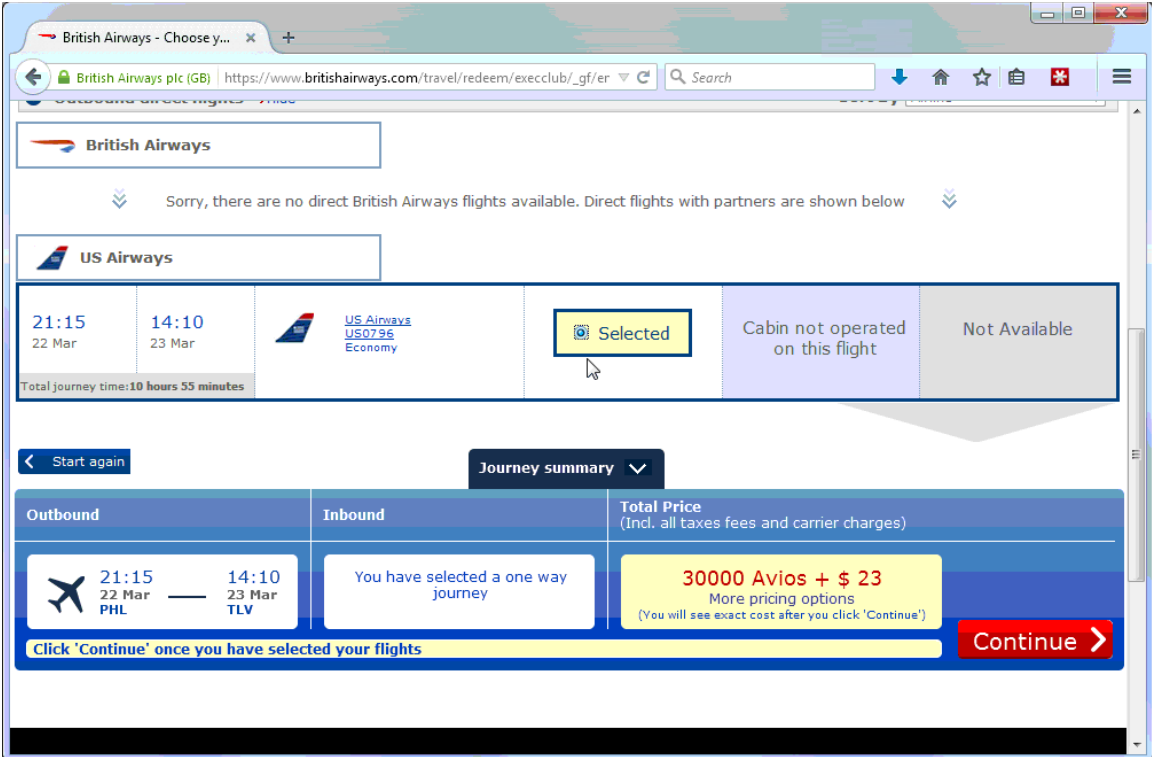 British Airways - Choose y...
British Airways plc (GB)
https://www.britishairways.com/travel/redeem/execclub/_gf/er
Search
Outbound direct flights
Hide
British Airways
Sorry, there are no direct British Airways flights available. Direct flights with partners are shown below
US Airways
21:15
22 Mar
14:10
23 Mar
Total journey time:10 hours 55 minutes
US Airways
US0796
Economy
Selected
Cabin not operated
on this flight
Not Available
Start again
Journey summary
Outbound
Inbound
Total Price
(Incl. all taxes fees and carrier charges)
21:15
22 Mar
PHL
14:10
23 Mar
TLV
You have selected a one way
journey
30000 Avios + $ 23
More pricing options
(You will see exact cost after you click 'Continue')
Click 'Continue' once you have selected your flights
Continue